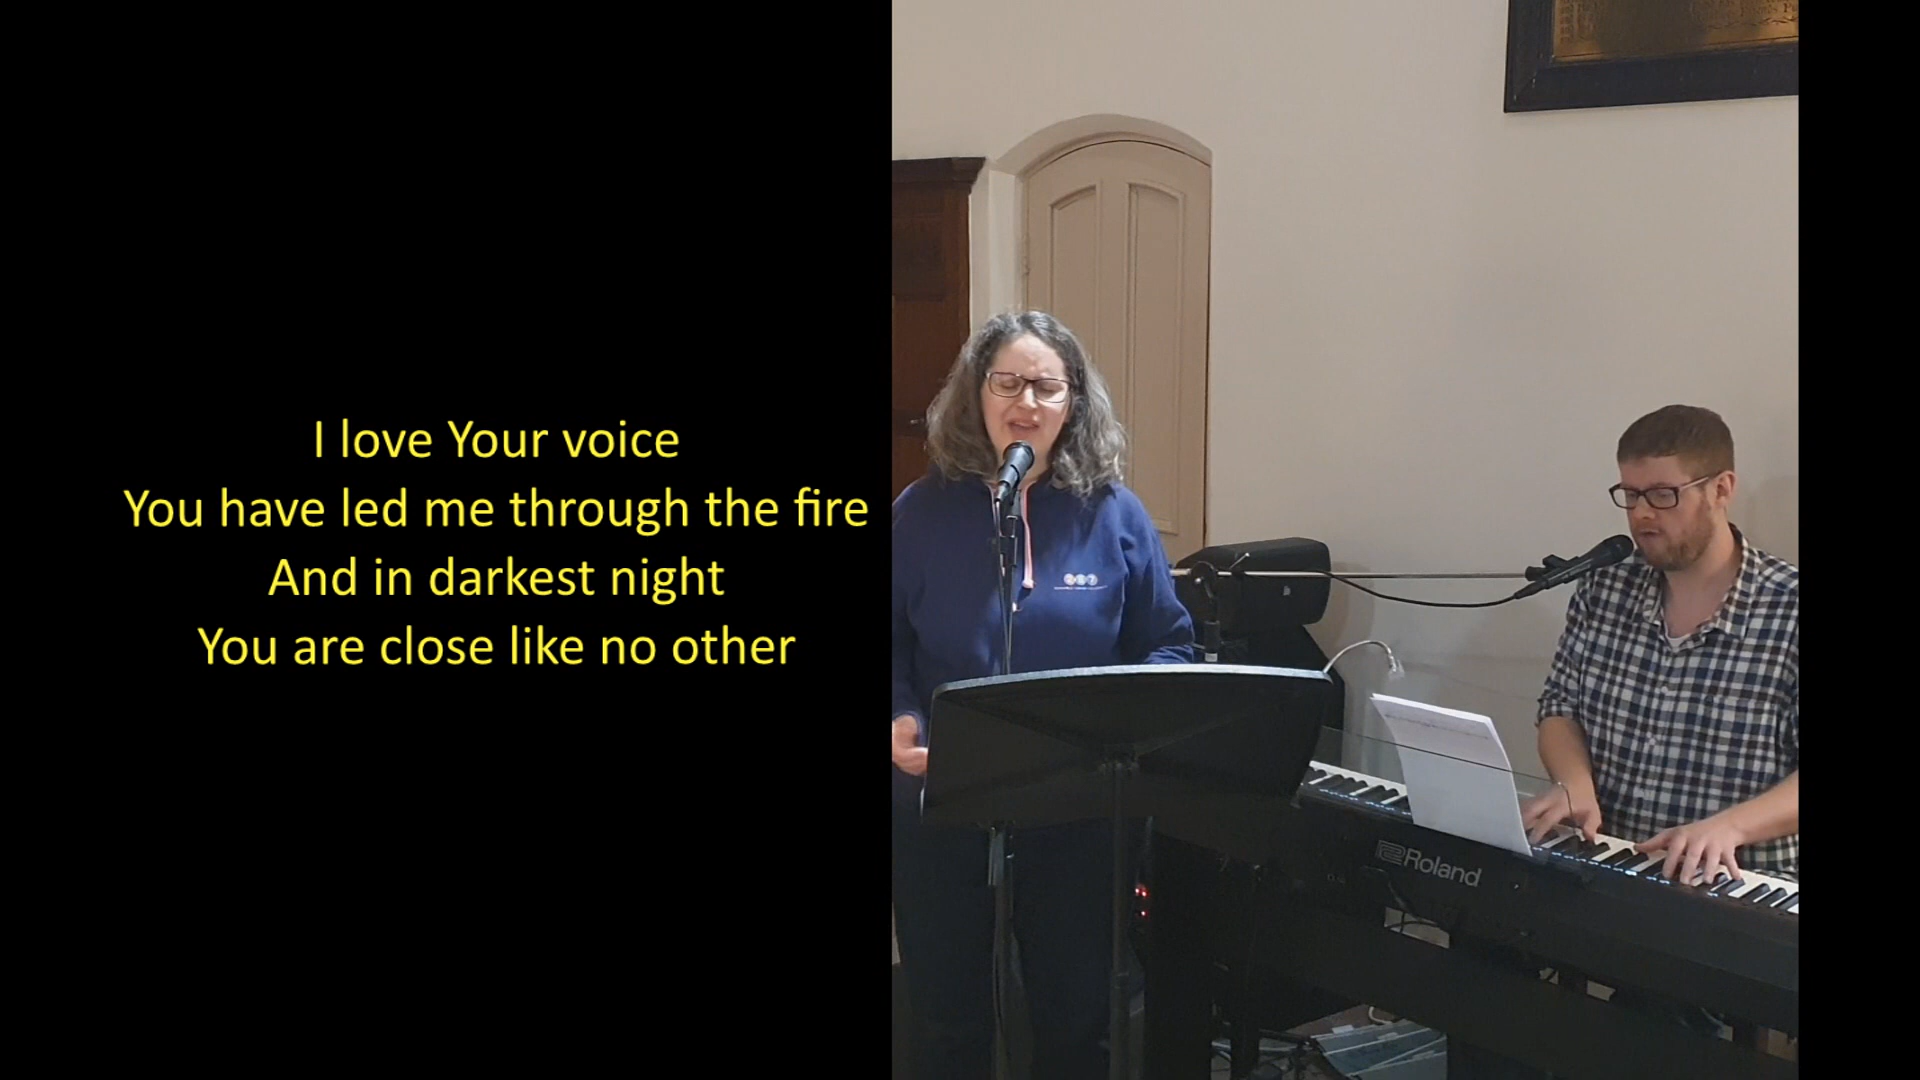 I love Your voice
You have led me through the fire
And in darkest night
You are close like no other
Roland